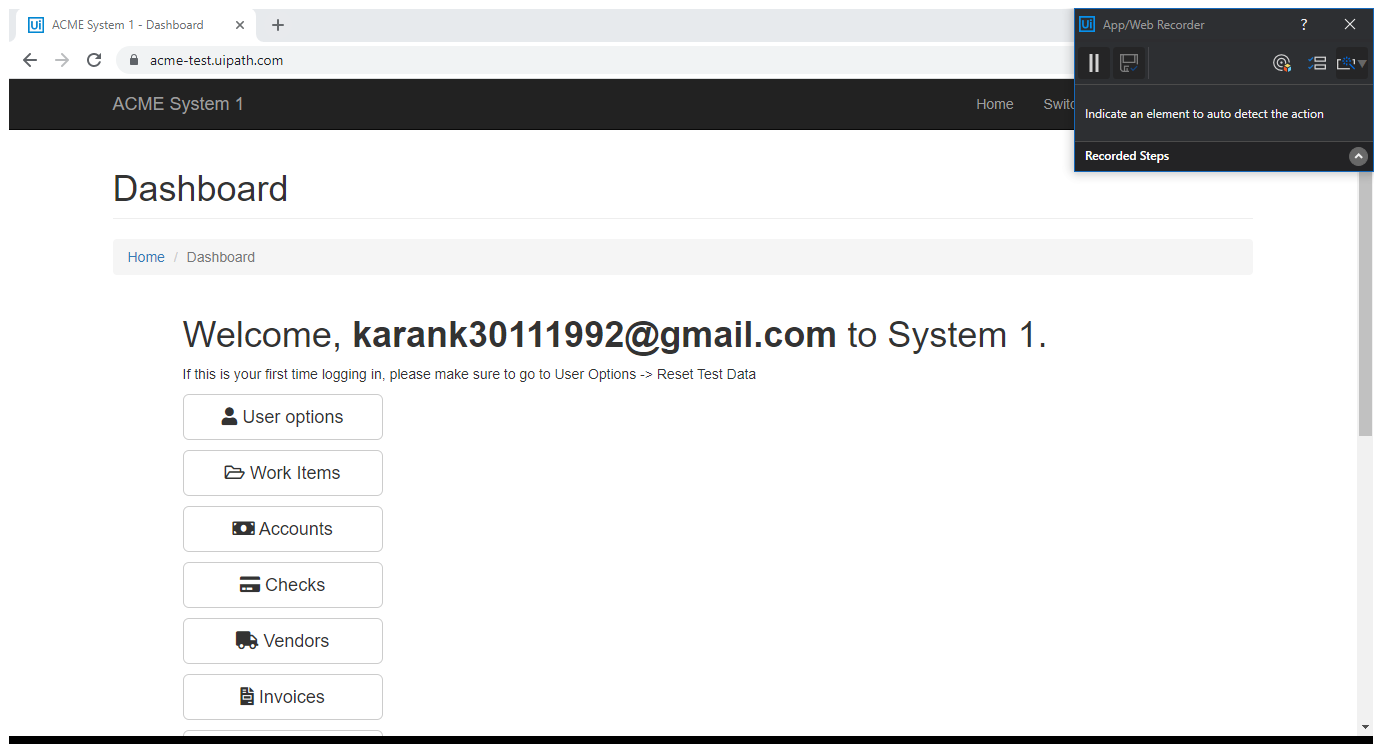 Ui ACME System 1 - Dashboard
acme-test.uipath.com
Ui App/Web Recorder ?
Indicate an element to auto detect the action
Recorded Steps
ACME System 1 Home
Dashboard
Home / Dashboard
Welcome, karank30111992@gmail.com to System 1.
If this is your first time logging in, please make sure to go to User Options -> Reset Test Data
User options
Work Items
Accounts
Checks
Vendors
Invoices